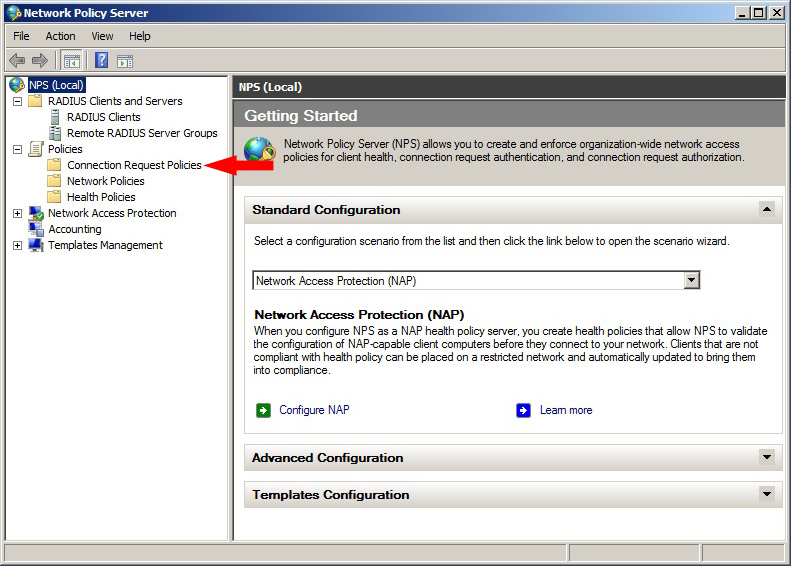 Network Policy Server
File Action View Help
NPS (Local)
RADIUS Clients and Servers
RADIUS Clients
Remote RADIUS Server Groups
Policies
Connection Request Policies
Network Policies
Health Policies
Network Access Protection
Accounting
Templates Management
NPS (Local)
Getting Started
Network Policy Server (NPS) allows you to create and enforce organization-wide network access
policies for client health, connection request authentication, and connection request authorization.
Standard Configuration
Select a configuration scenario from the list and then click the link below to open the scenario wizard.
Network Access Protection (NAP)
Network Access Protection (NAP)
When you configure NPS as a NAP health policy server, you create health policies that allow NPS to validate
the configuration of NAP-capable client computers before they connect to your network. Clients that are not
compliant with health policy can be placed on a restricted network and automatically updated to bring them
into compliance.
Configure NAP Learn more
Advanced Configuration
Templates Configuration